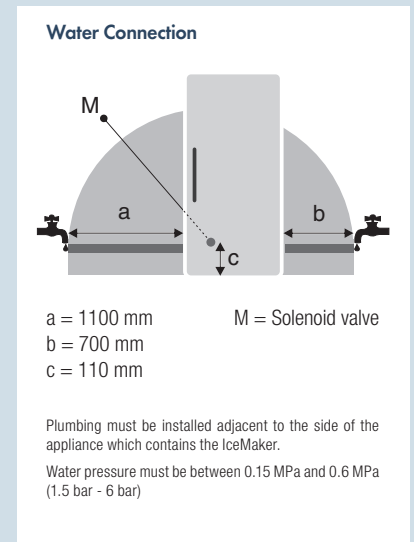 Water Connection
M
a
b
c
a = 1100 mm
M = Solenoid valve
b = 700 mm
c = 110 mm
Plumbing must be installed adjacent to the side of the
appliance which contains the IceMaker.
Water pressure must be between 0.15 MPa and 0.6 MPa
(1.5 bar - 6 bar)